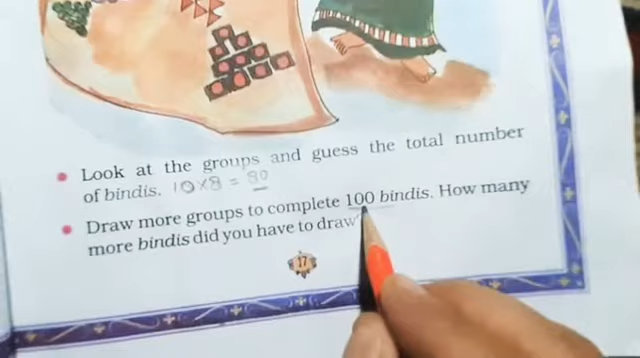 Look at the groups and guess the total number
of bindis. 10×8 = 80
Draw more groups to complete 100 bindis. How many
more bindis did you have to draw
17